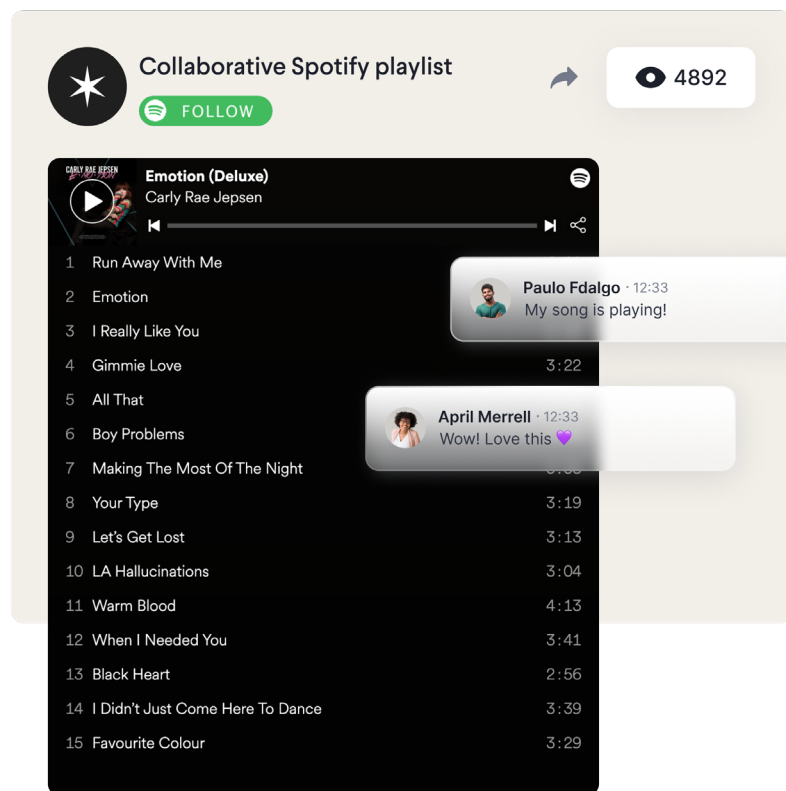 Collaborative Spotify playlist
FOLLOW
4892
CARLY RAE JEPSEN
E·MO·TION
Emotion (Deluxe)
Carly Rae Jepsen
1 Run Away With Me
2 Emotion
3 I Really Like You
Paulo Fdalgo · 12:33
My song is playing!
4 Gimmie Love 3:22
5 All That
April Merrell · 12:33
Wow! Love this 💜
6 Boy Problems
7 Making The Most Of The Night
8 Your Type 3:19
9 Let's Get Lost 3:13
10 LA Hallucinations 3:04
11 Warm Blood 4:13
12 When I Needed You 3:41
13 Black Heart 2:56
14 I Didn't Just Come Here To Dance 3:39
15 Favourite Colour 3:29